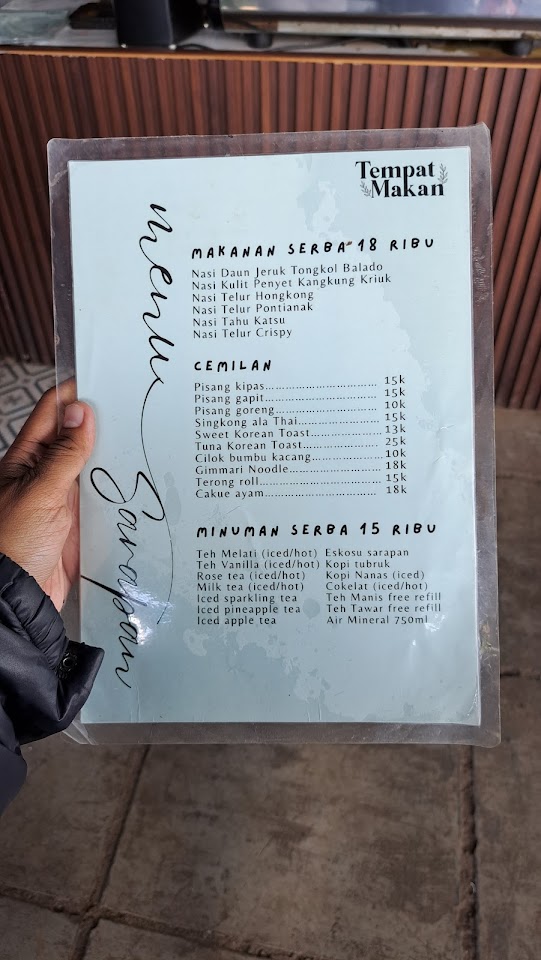 Tempat
Makan
menu Sarapan
MAKANAN SERBA" 18 RIBU
Nasi Daun Jeruk Tongkol Balado
Nasi Kulit Penyet Kangkung Kriuk
Nasi Telur Hongkong
Nasi Telur Pontianak
Nasi Tahu Katsu
Nasi Telur Crispy
CEMILAN
Pisang kipas.............................. 15k
Pisang gapit.............................. 15k
Pisang goreng........................... 10k
Singkong ala Thai...................... 15k
Sweet Korean Toast.................... 13k
Tuna Korean Toast..................... 25k
Cilok bumbu kacang................... 10k
Gimmari Noodle........................ 18k
Terong roll................................ 15k
Cakue ayam.............................. 18k
MINUMAN SERBA 15 RIBU
Teh Melati (iced/hot)
Teh Vanilla (iced/hot)
Rose tea (iced/hot)
Milk tea (iced/hot)
Iced sparkling tea
Iced pineapple tea
Iced apple tea
Eskosu sarapan
Kopi tubruk
Kopi Nanas (iced)
Cokelat (iced/hot)
Teh Manis free refill
Teh Tawar free refill
Air Mineral 750ml